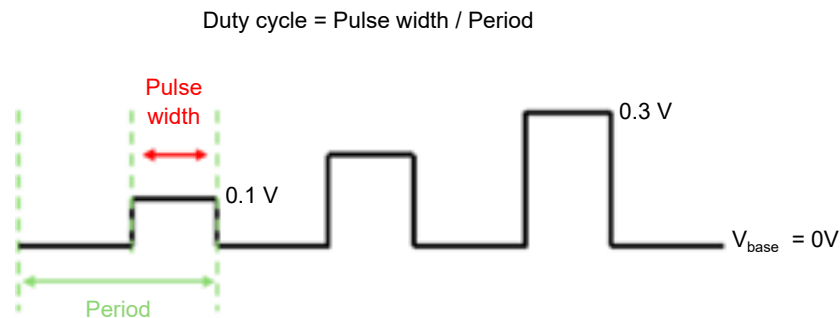 Duty cycle = Pulse width / Period
Pulse
width
0.3 V
0.1 V
Vbase = 0V
Period